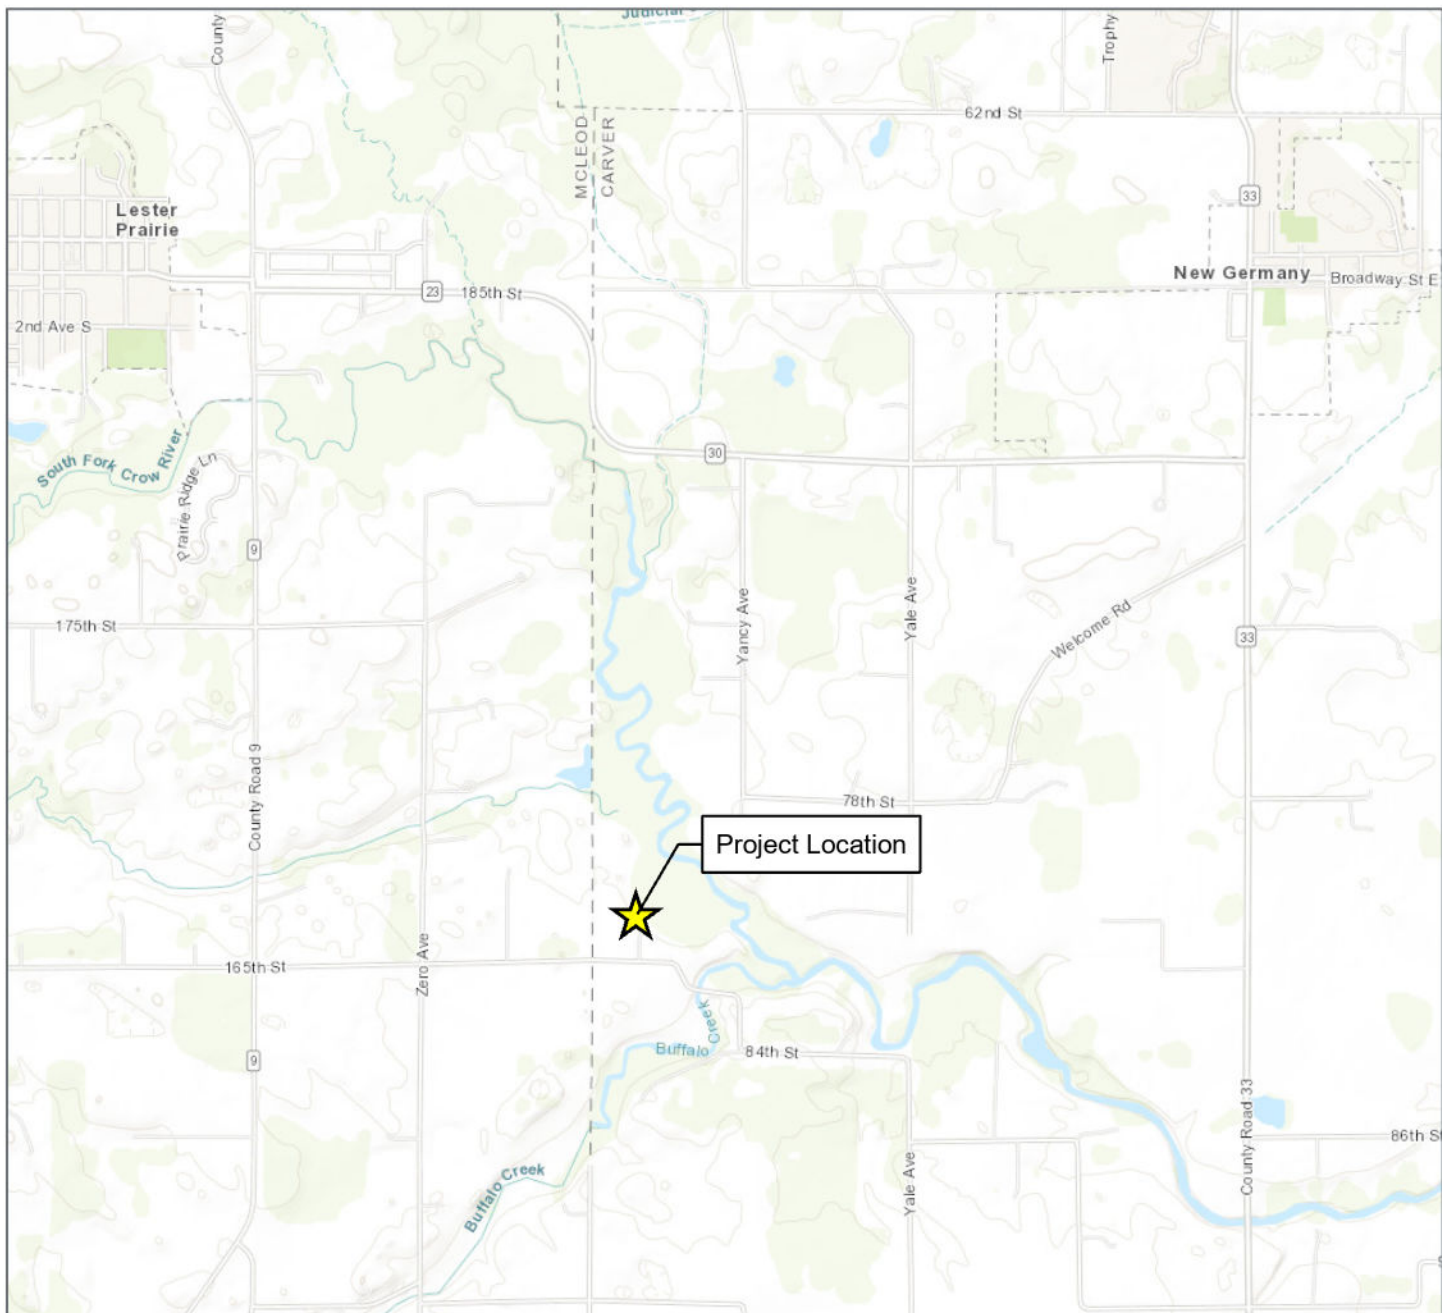 Judicial
County
Trophy
62nd St
MCLEOD
CARVER
33
Lester
Prairie
New Germany
Broadway St E
23
185th St
2nd Ave S
South Fork Crow River
30
Prairie Ridge Ln
9
175th St
Yancy Ave
Yale Ave
Welcome Rd
33
County Road 9
78th St
Project Location
165th St
Zero Ave
Buffalo Creek
84th St
9
County Road 33
86th St
Buffalo Creek
Yale Ave